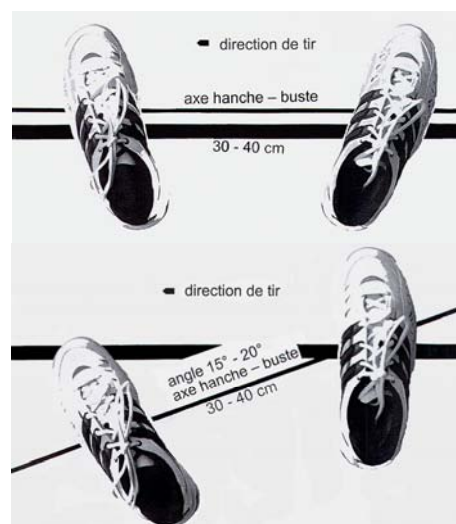 direction de tir
axe hanche – buste
30 - 40 cm
direction de tir
angle 15° - 20°
axe hanche – buste
30 - 40 cm